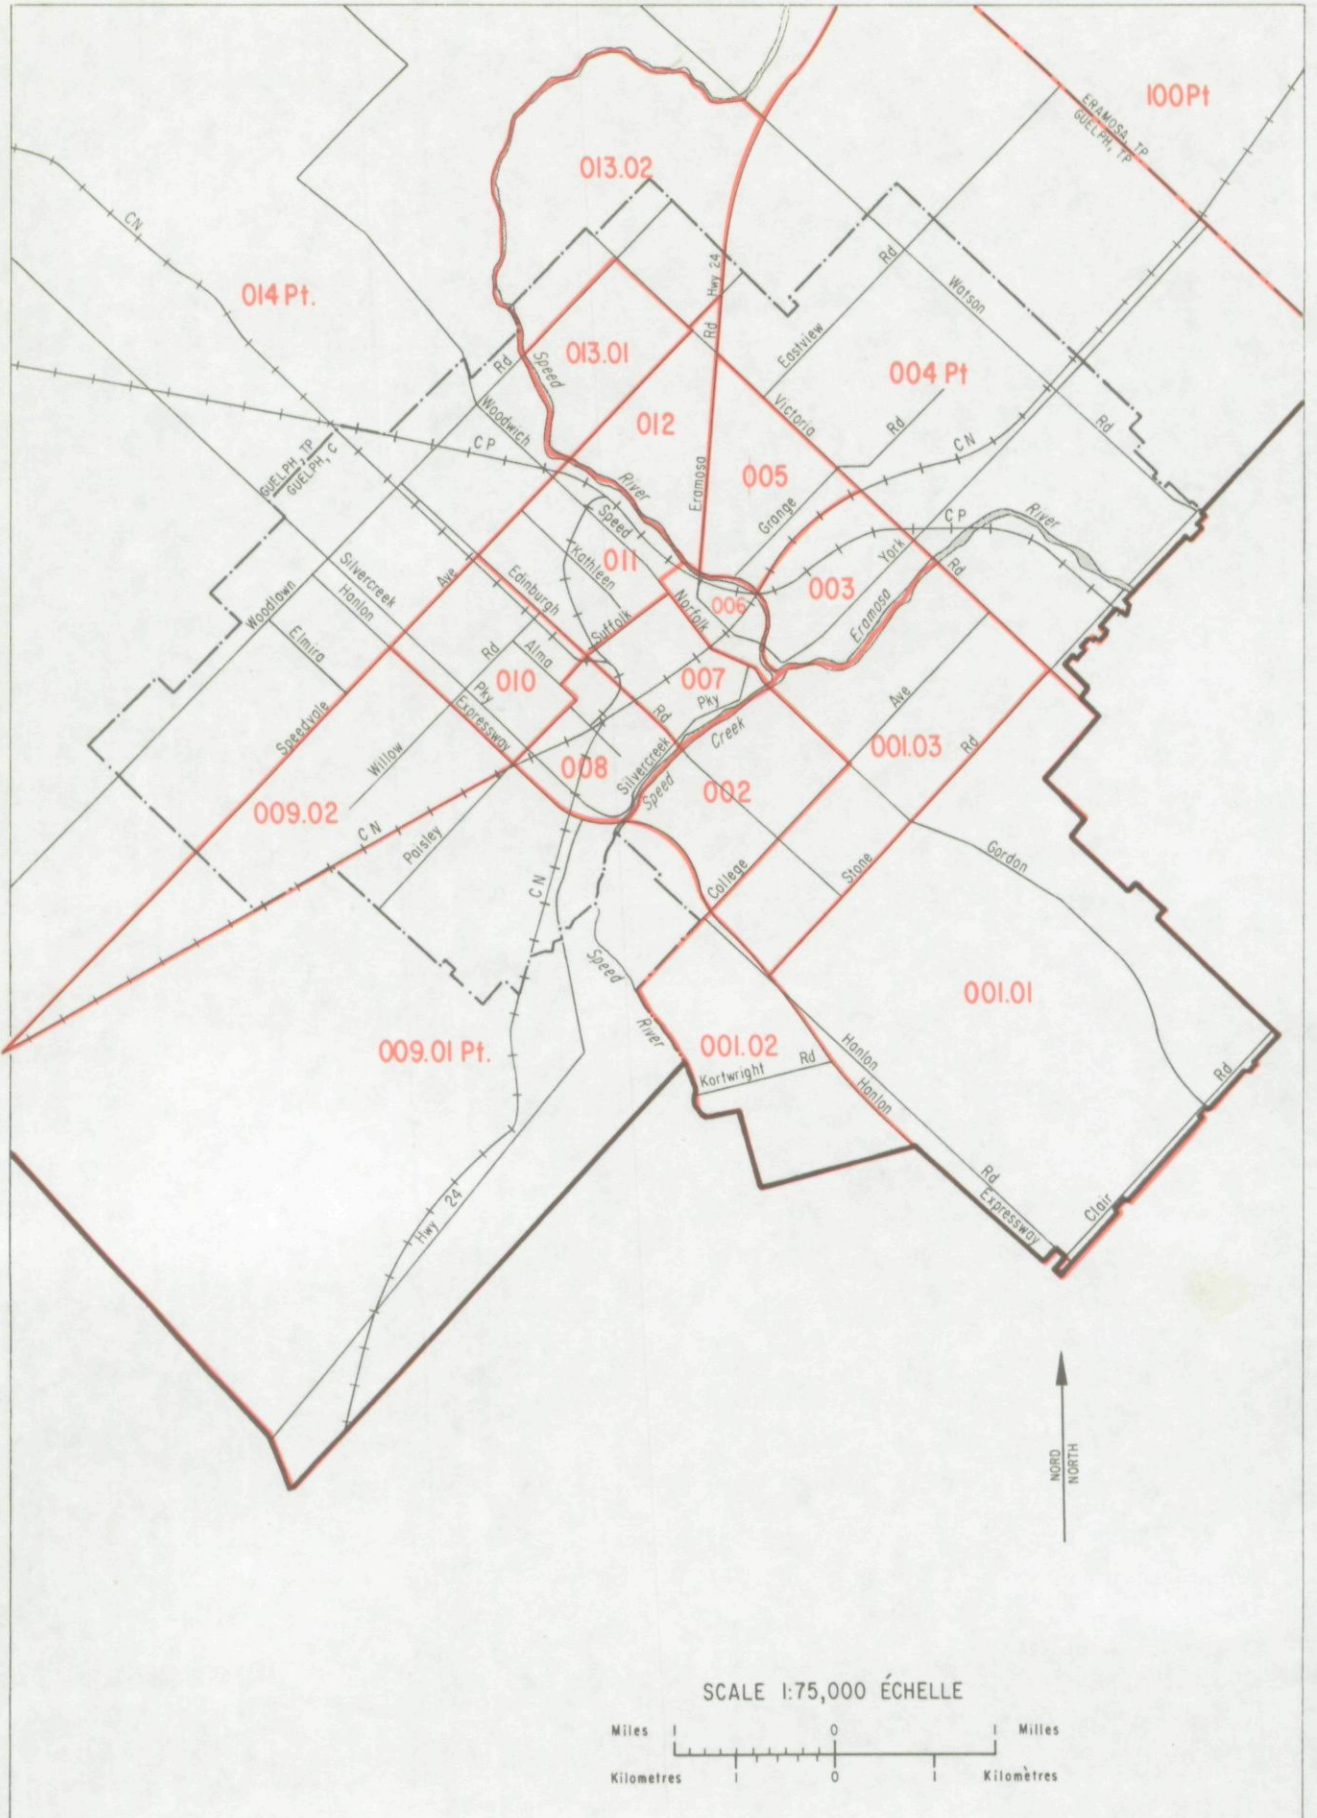 100Pt
ERAMOSA, TP
GUELPH, TP
013.02
CN
014 Pt.
Hwy 24
Rd
Rd
Watson
Eastview
Rd
013.01
Speed
Rd
004 Pt
Woodwich
Victoria
Rd
Rd
012
CP
CN
GUELPH, TP
GUELPH, C
River
Eramosa
005
Grange
Speed
CP
River
York
Rd
Kathleen
011
Silvercreek
Hanlon
Ave
Edinburgh
003
Woodlawn
006
Norfolk
Eramosa
Suffolk
Elmira
Rd
Alma
010
Pky
007
Pky
Ave
Expressway
Rd
Creek
Speedvale
001.03
Rd
Willow
008
Silvercreek
Speed
002
009.02
CN
Paisley
Gordon
Stone
College
CN
Speed
001.01
River
009.01 Pt.
001.02
Rd
Kortwright
Hanlon
Hanlon
Rd
Rd
Expressway
Clair
Hwy 24
NORD
NORTH
SCALE 1:75,000 ÉCHELLE
Miles 1 0 1 Milles
Kilometres 1 0 1 Kilomètres